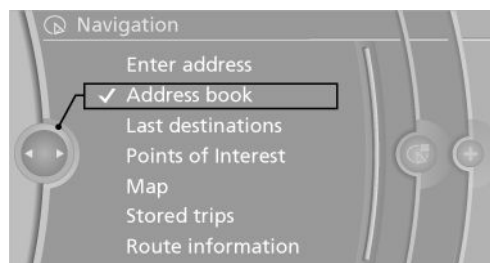 Navigation
Enter address
Address book
Last destinations
Points of Interest
Map
Stored trips
Route information